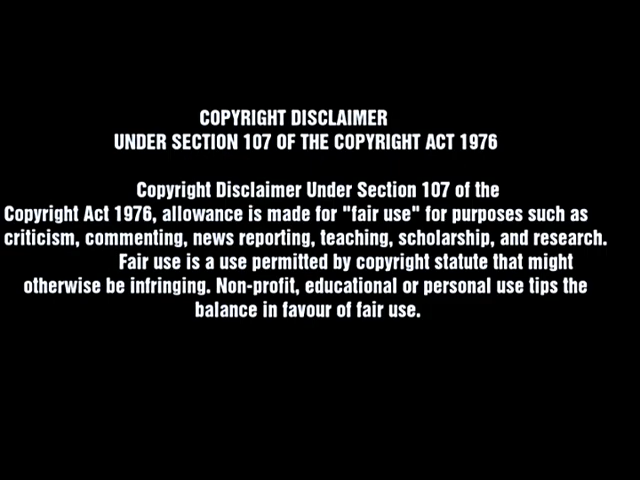 COPYRIGHT DISCLAIMER
UNDER SECTION 107 OF THE COPYRIGHT ACT 1976
Copyright Disclaimer Under Section 107 of the
Copyright Act 1976, allowance is made for "fair use" for purposes such as
criticism, commenting, news reporting, teaching, scholarship, and research.
Fair use is a use permitted by copyright statute that might
otherwise be infringing. Non-profit, educational or personal use tips the
balance in favour of fair use.